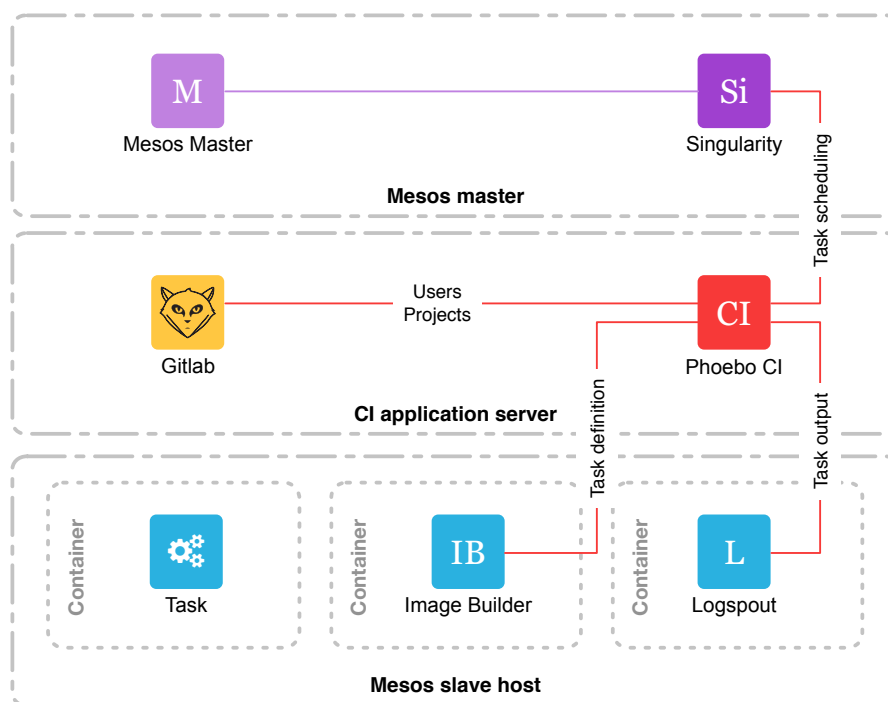 M
Si
Mesos Master
Singularity
Mesos master
Task scheduling
Users
Projects
CI
Gitlab
Phoebo CI
CI application server
Task definition
Task output
Container
Task
Container
IB
Image Builder
Container
L
Logspout
Mesos slave host